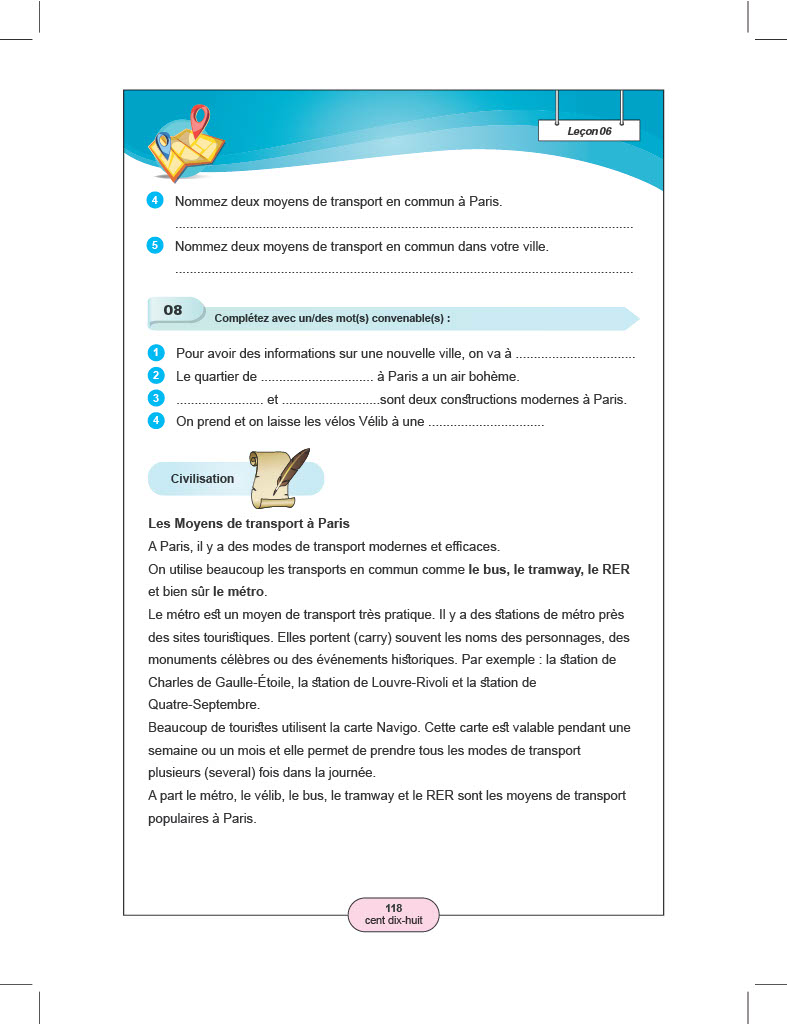 Leçon 06
4 Nommez deux moyens de transport en commun à Paris.
..............................................................................................................................
5 Nommez deux moyens de transport en commun dans votre ville.
..............................................................................................................................
08 Complétez avec un/des mot(s) convenable(s) :
1 Pour avoir des informations sur une nouvelle ville, on va à .................................
2 Le quartier de ............................... à Paris a un air bohème.
3 ........................ et ...........................sont deux constructions modernes à Paris.
4 On prend et on laisse les vélos Vélib à une ................................
Civilisation
Les Moyens de transport à Paris
A Paris, il y a des modes de transport modernes et efficaces.
On utilise beaucoup les transports en commun comme le bus, le tramway, le RER
et bien sûr le métro.
Le métro est un moyen de transport très pratique. Il y a des stations de métro près
des sites touristiques. Elles portent (carry) souvent les noms des personnages, des
monuments célèbres ou des événements historiques. Par exemple : la station de
Charles de Gaulle-Étoile, la station de Louvre-Rivoli et la station de
Quatre-Septembre.
Beaucoup de touristes utilisent la carte Navigo. Cette carte est valable pendant une
semaine ou un mois et elle permet de prendre tous les modes de transport
plusieurs (several) fois dans la journée.
A part le métro, le vélib, le bus, le tramway et le RER sont les moyens de transport
populaires à Paris.
118
cent dix-huit